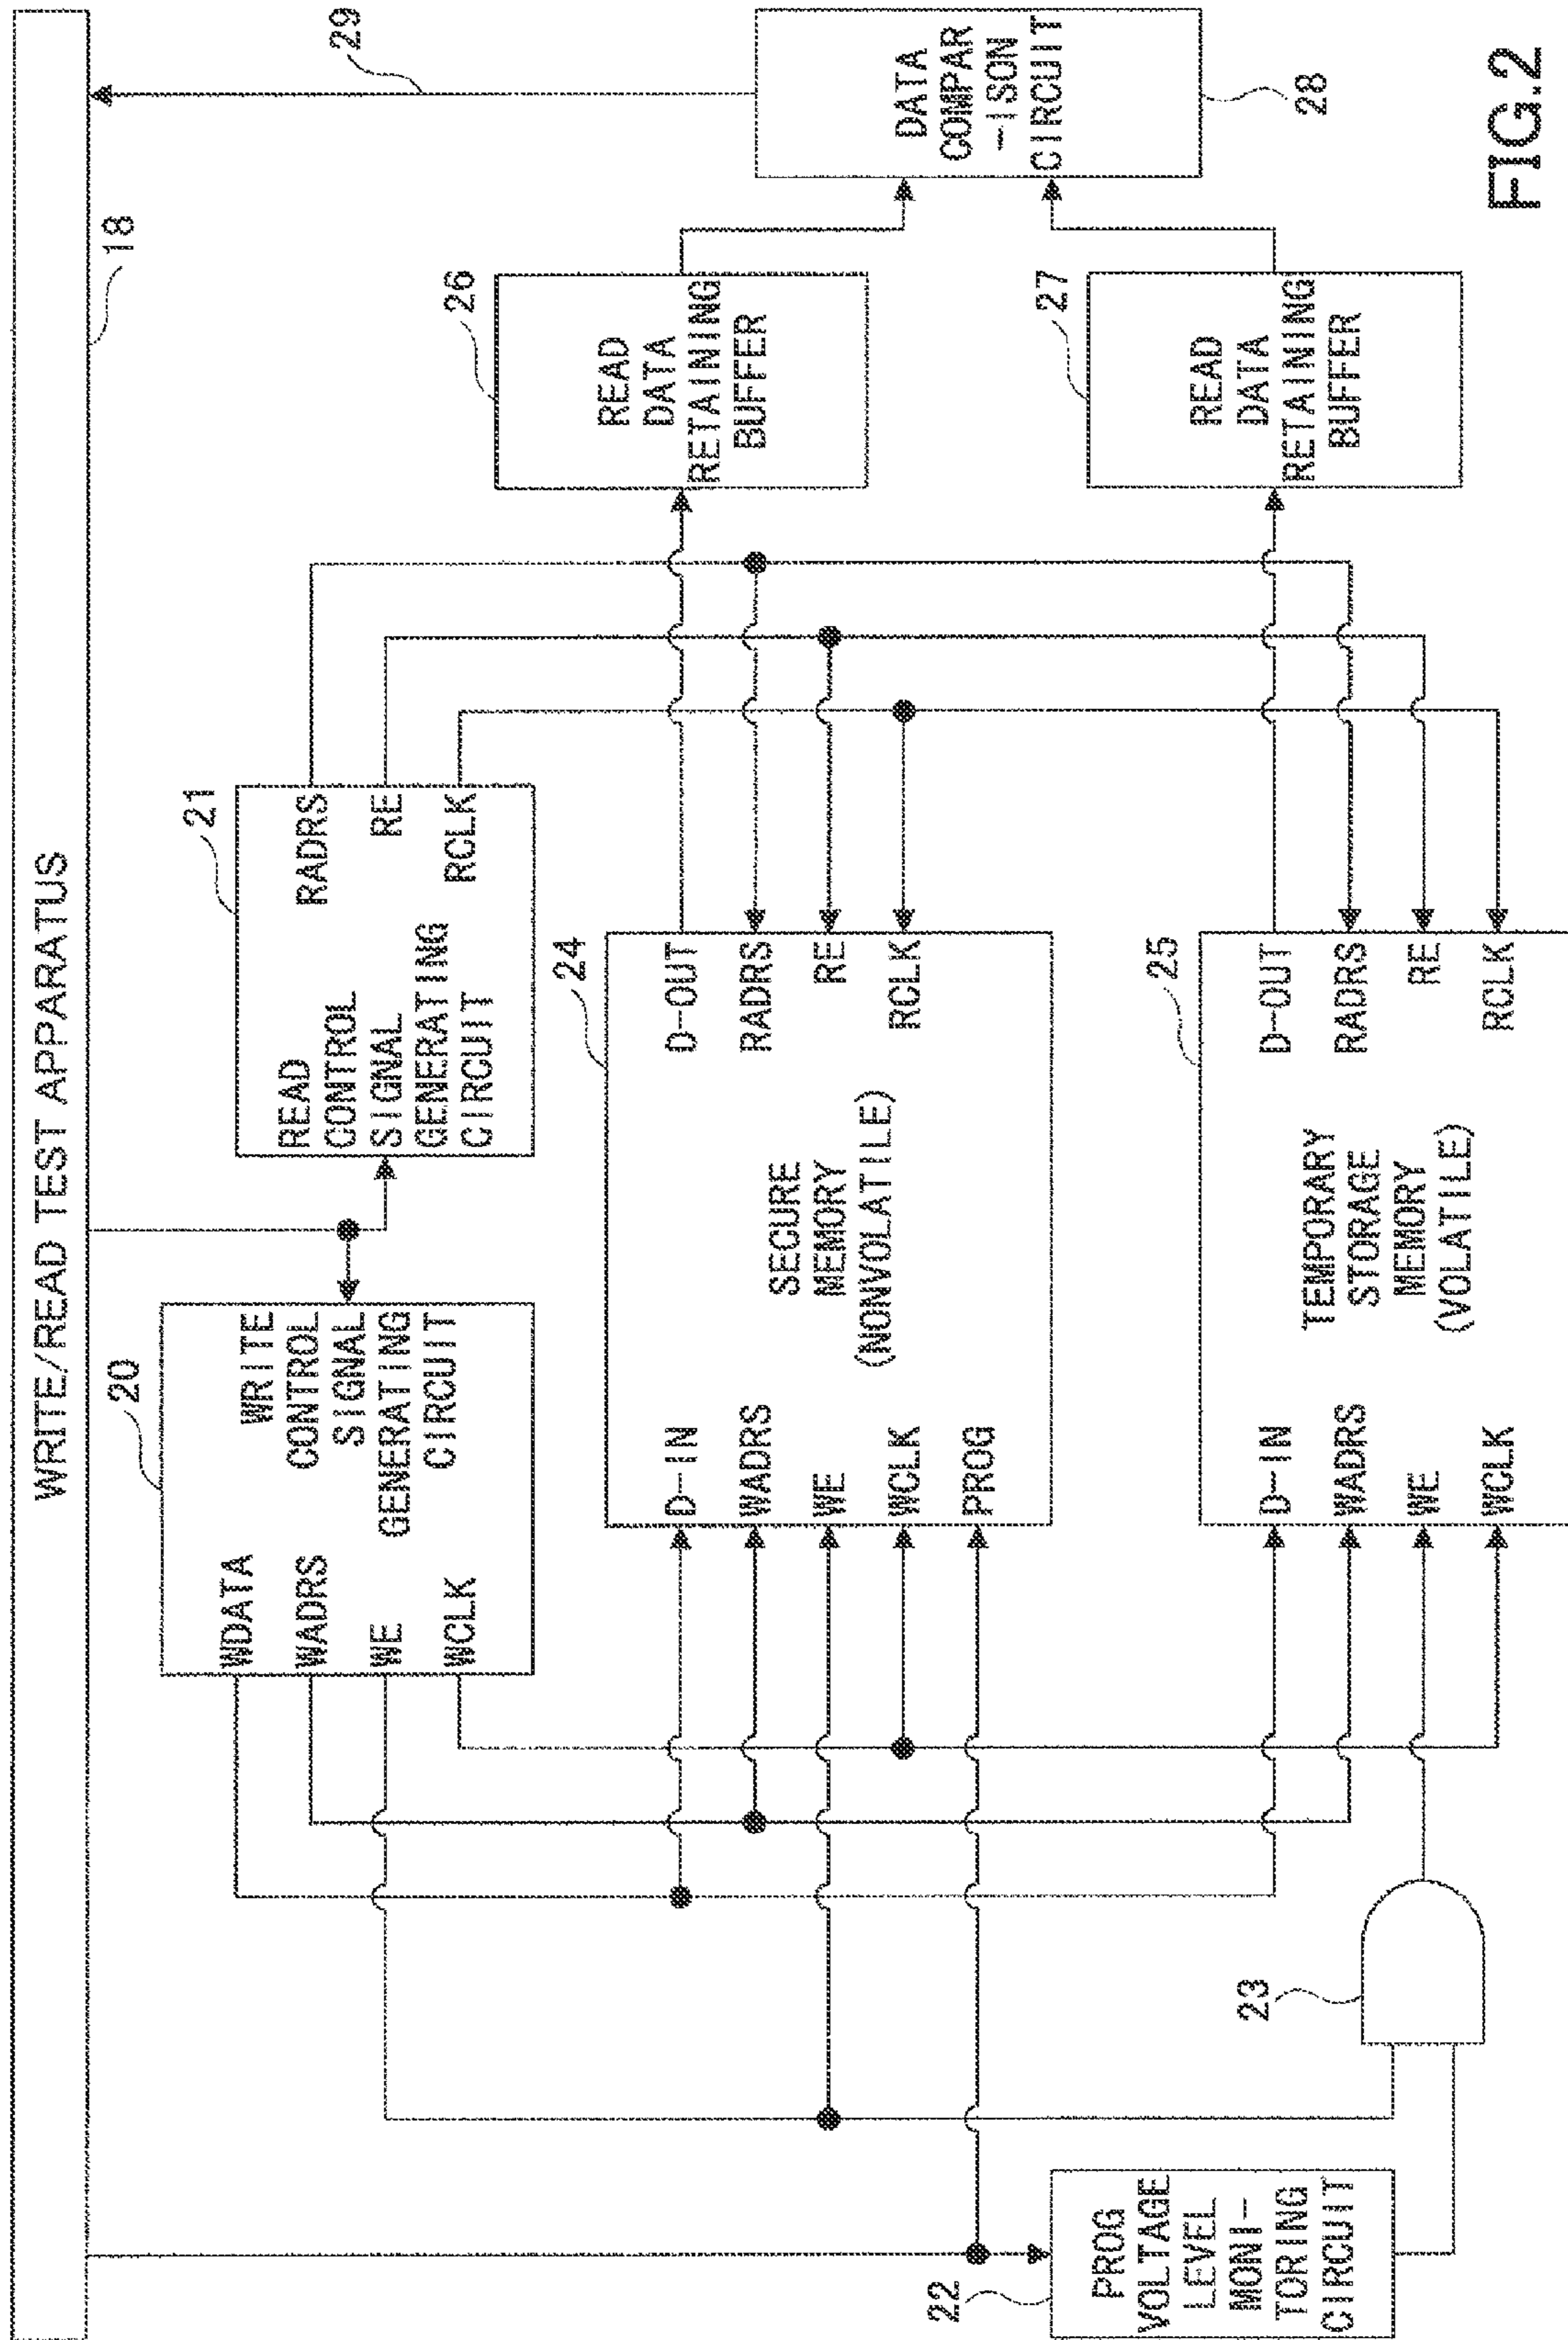 WRITE/READ TEST APPARATUS
18
29
20
WDATA
WADRS
WE
WCLK
WRITE
CONTROL
SIGNAL
GENERATING
CIRCUIT
21
READ
CONTROL
SIGNAL
GENERATING
CIRCUIT
RADRS
RE
RCLK
24
D-IN
WADRS
WE
WCLK
PROG
SECURE
MEMORY
(NONVOLATILE)
D-OUT
RADRS
RE
RCLK
26
READ
DATA
RETAINING
BUFFER
DATA
COMPAR
-ISON
CIRCUIT
28
22
PROG
VOLTAGE
LEVEL
MONI-
TORING
CIRCUIT
23
25
D-IN
WADRS
WE
WCLK
TEMPORARY
STORAGE
MEMORY
(VOLATILE)
D-OUT
RADRS
RE
RCLK
27
READ
DATA
RETAINING
BUFFER
FIG.2